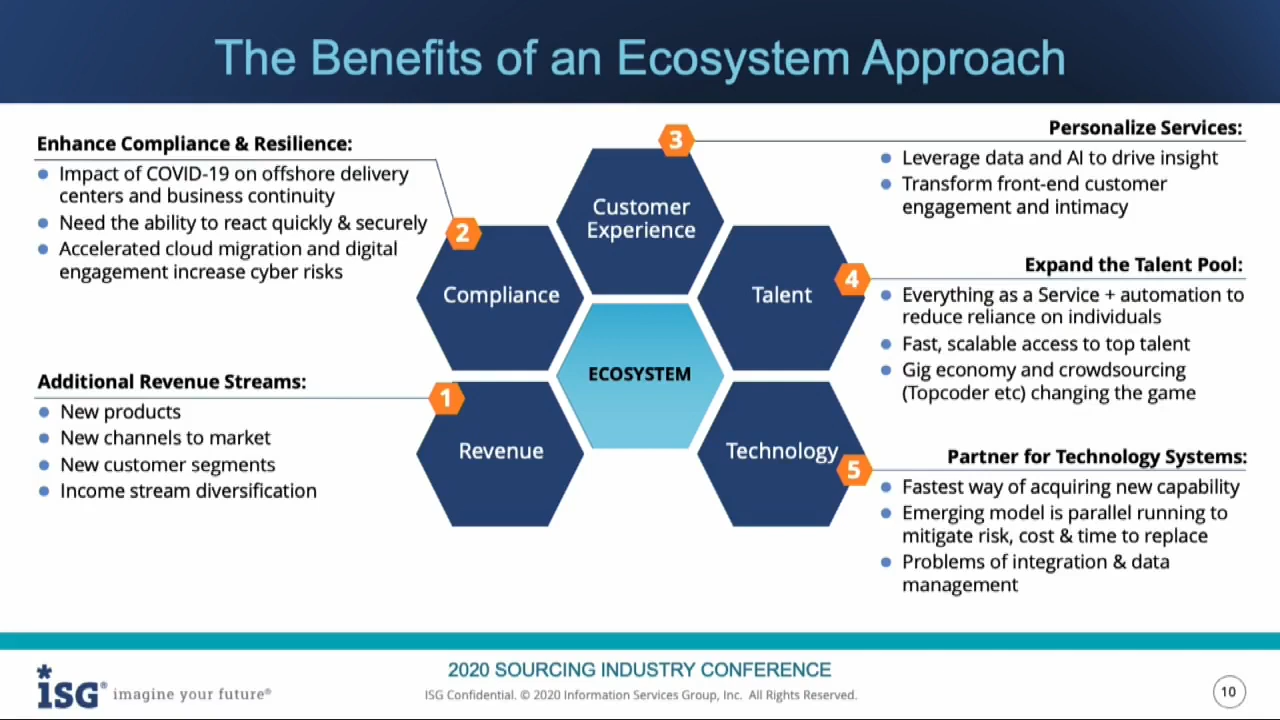 The Benefits of an Ecosystem Approach
Enhance Compliance & Resilience:
Impact of COVID-19 on offshore delivery
centers and business continuity
Need the ability to react quickly & securely
Accelerated cloud migration and digital
engagement increase cyber risks
Additional Revenue Streams:
New products
New channels to market
New customer segments
Income stream diversification
3
Customer
Experience
2
Compliance
Talent
4
ECOSYSTEM
1
Revenue
Technology
5
Personalize Services:
Leverage data and AI to drive insight
Transform front-end customer
engagement and intimacy
Expand the Talent Pool:
Everything as a Service + automation to
reduce reliance on individuals
Fast, scalable access to top talent
Gig economy and crowdsourcing
(Topcoder etc) changing the game
Partner for Technology Systems:
Fastest way of acquiring new capability
Emerging model is parallel running to
mitigate risk, cost & time to replace
Problems of integration & data
management
*iSG® imagine your future®
2020 SOURCING INDUSTRY CONFERENCE
ISG Confidential. © 2020 Information Services Group, Inc. All Rights Reserved.
10